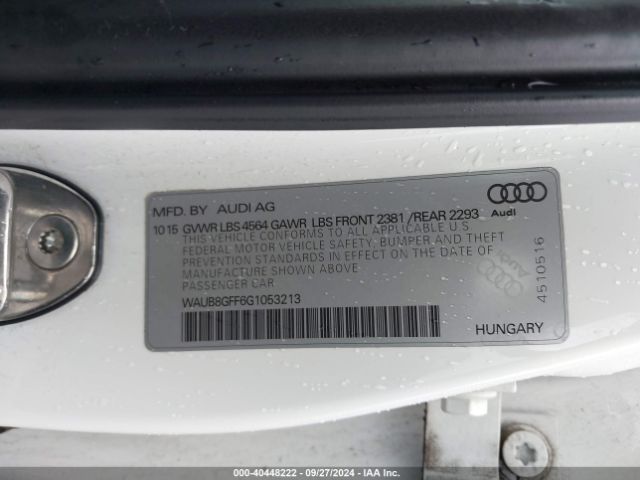 MFD. BY AUDI AG
10 15 GVWR LBS 4564 GAWR LBS FRONT 2381 /REAR 2293
THIS VEHICLE CONFORMS TO ALL APPLICABLE U S
FEDERAL MOTOR VEHICLE SAFETY, BUMPER AND THEFT
PREVENTION STANDARDS IN EFFECT ON THE DATE OF
MANUFACTURE SHOWN ABOVE.
PASSENGER CAR.
WAUB8GFF6G1053213
Audi
Audi
4510516
HUNGARY
000-40448222 - 09/27/2024 - IAA Inc.